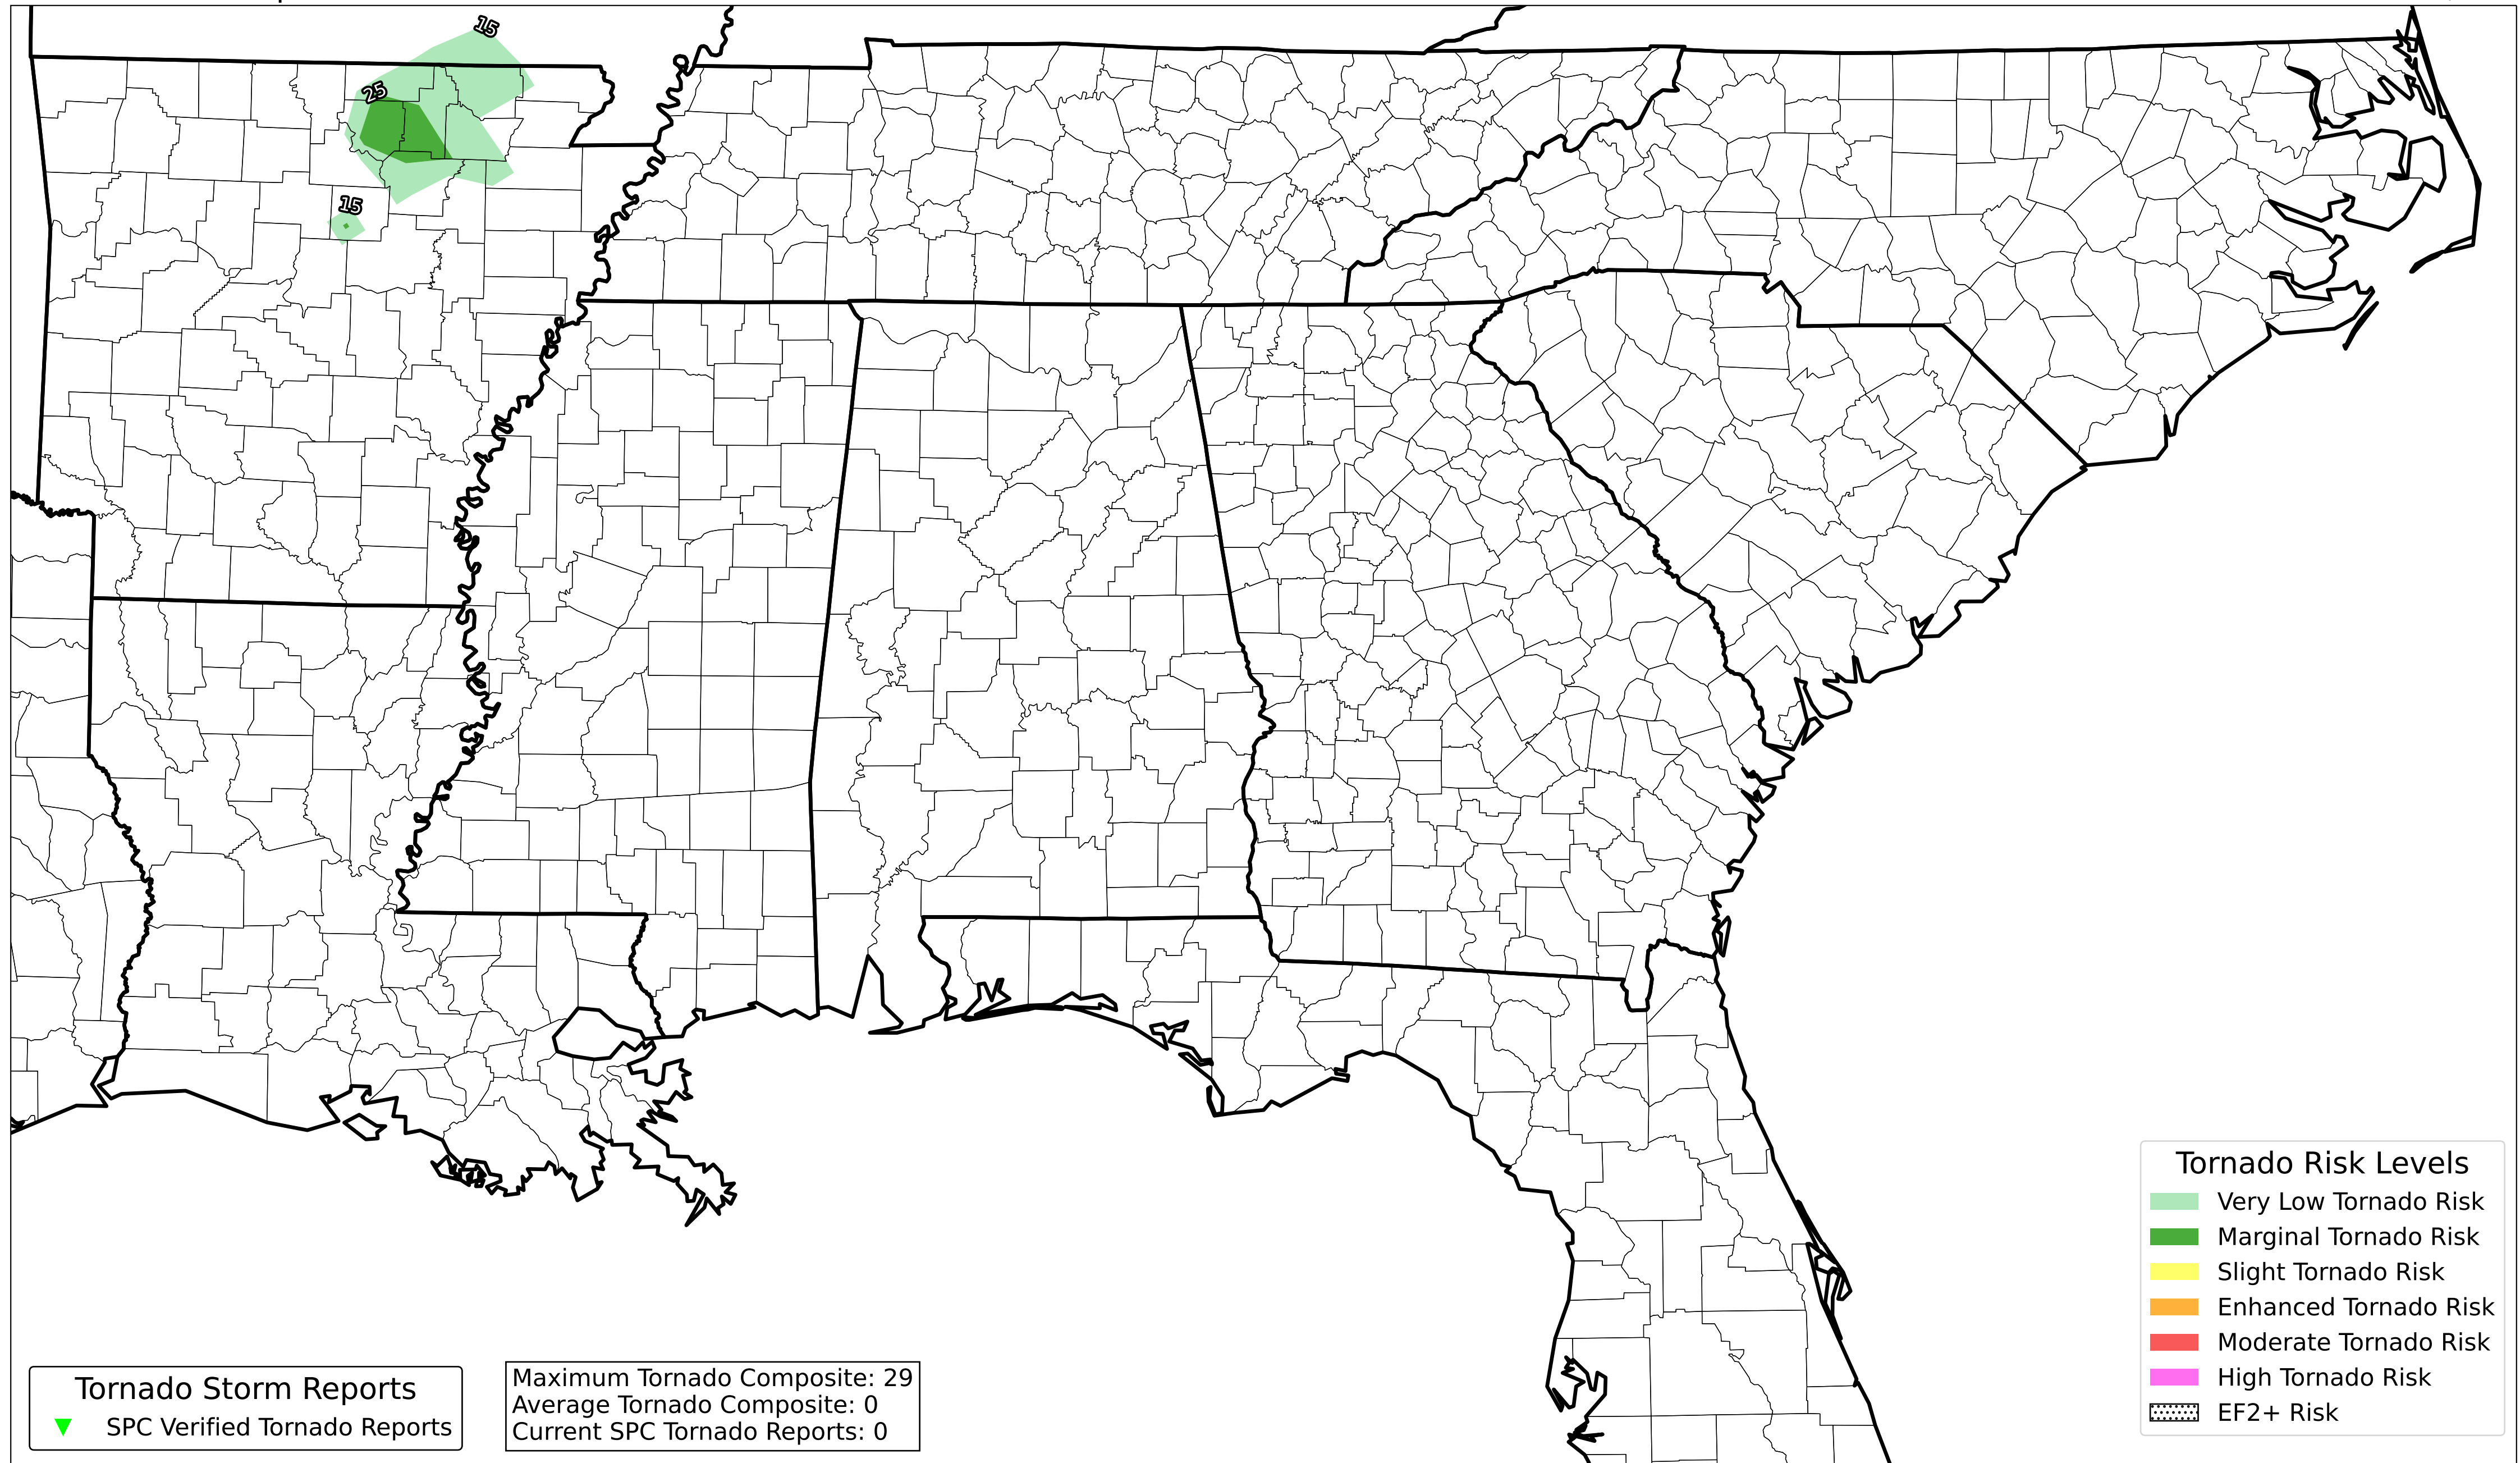 15
25
15
Tornado Risk Levels
Very Low Tornado Risk
Marginal Tornado Risk
Slight Tornado Risk
Enhanced Tornado Risk
Moderate Tornado Risk
High Tornado Risk
EF2+ Risk
Tornado Storm Reports
SPC Verified Tornado Reports
Maximum Tornado Composite: 29
Average Tornado Composite: 0
Current SPC Tornado Reports: 0